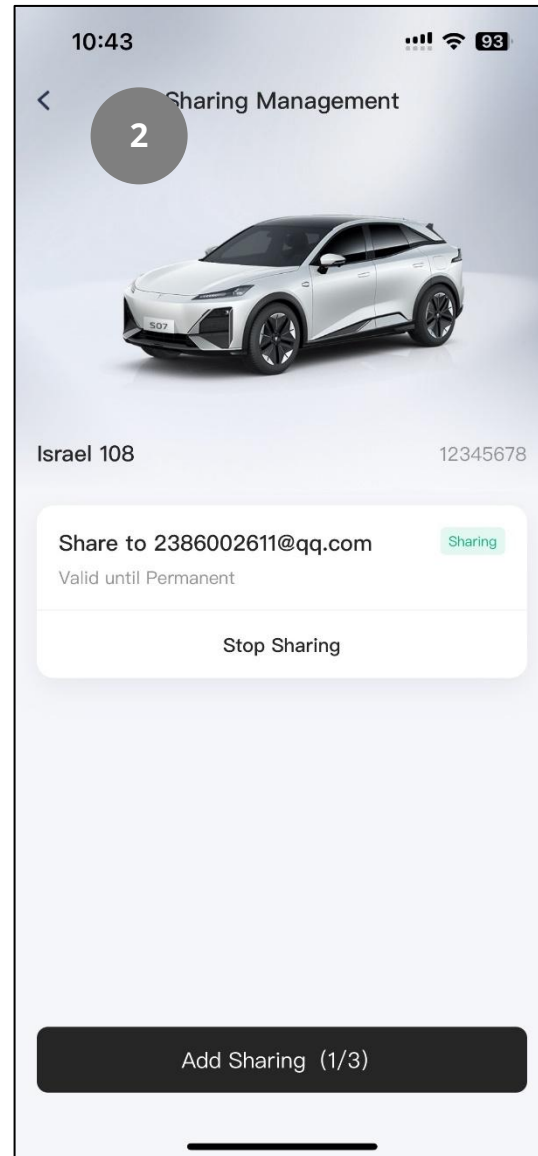 10:43
93
Sharing Management
2
S07
Israel 108
12345678
Share to 2386002611@qq.com
Sharing
Valid until Permanent
Stop Sharing
Add Sharing (1/3)